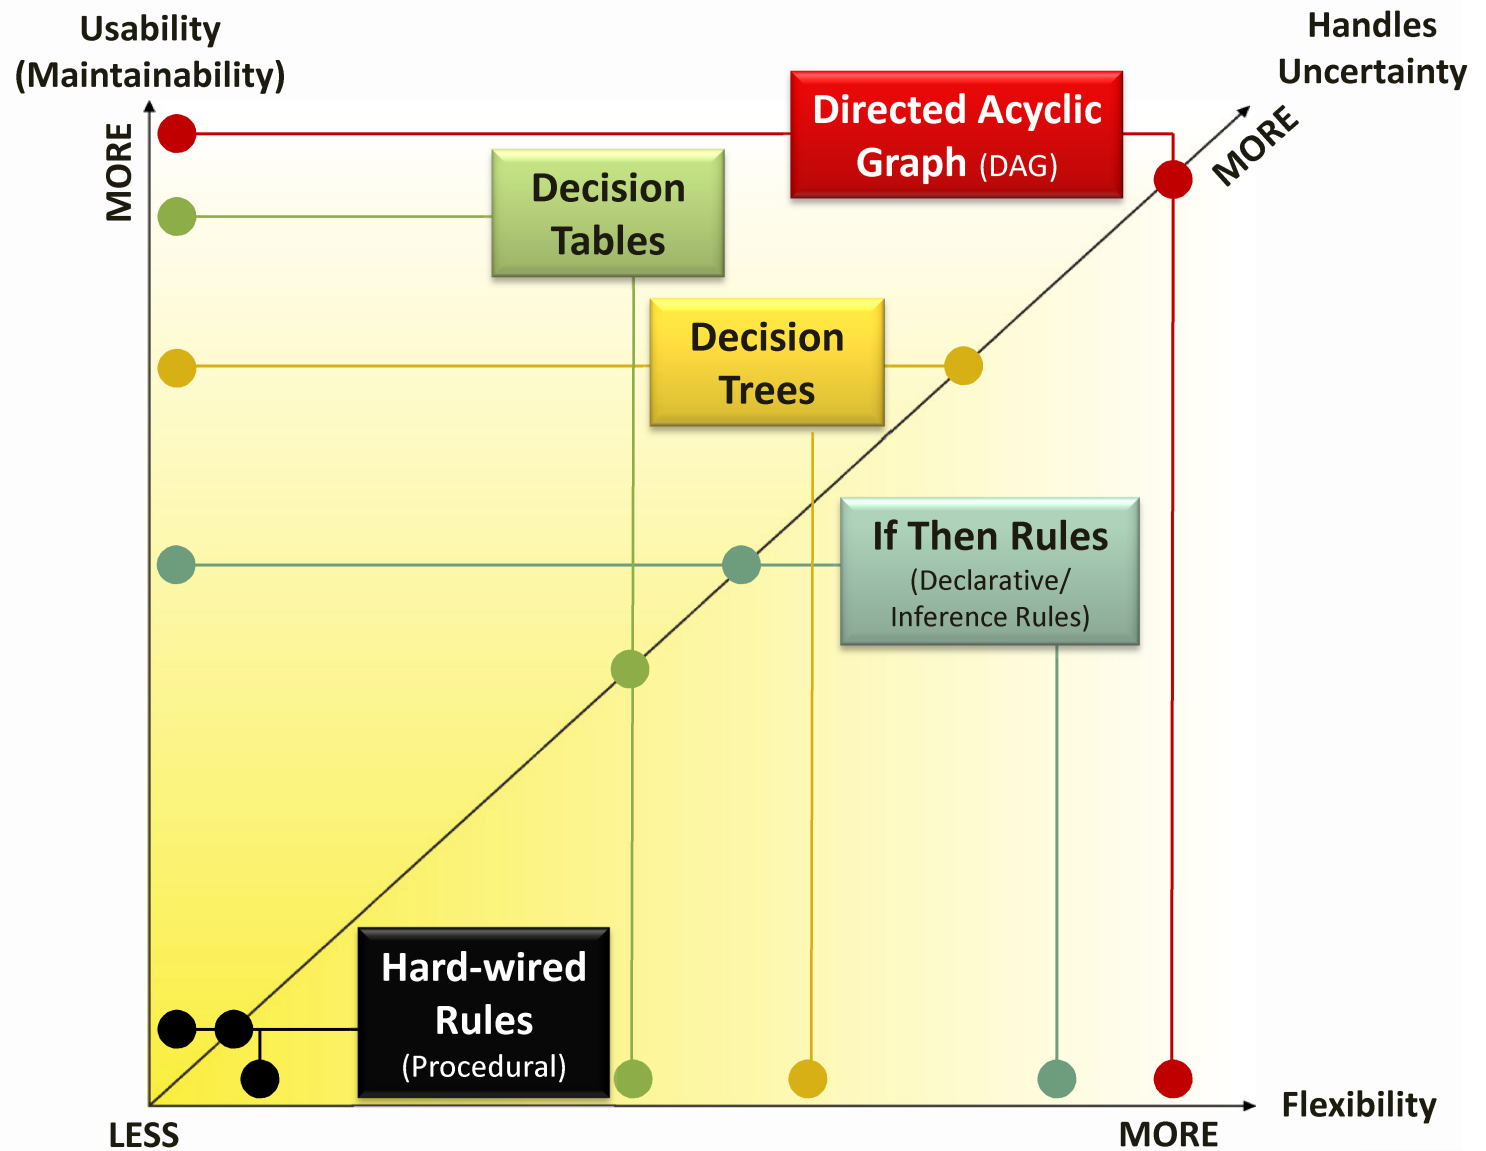 Usability
(Maintainability)
Handles
Uncertainty
MORE
MORE
Directed Acyclic
Graph (DAG)
Decision
Tables
Decision
Trees
If Then Rules
(Declarative/
Inference Rules)
Hard-wired
Rules
(Procedural)
Flexibility
LESS
MORE